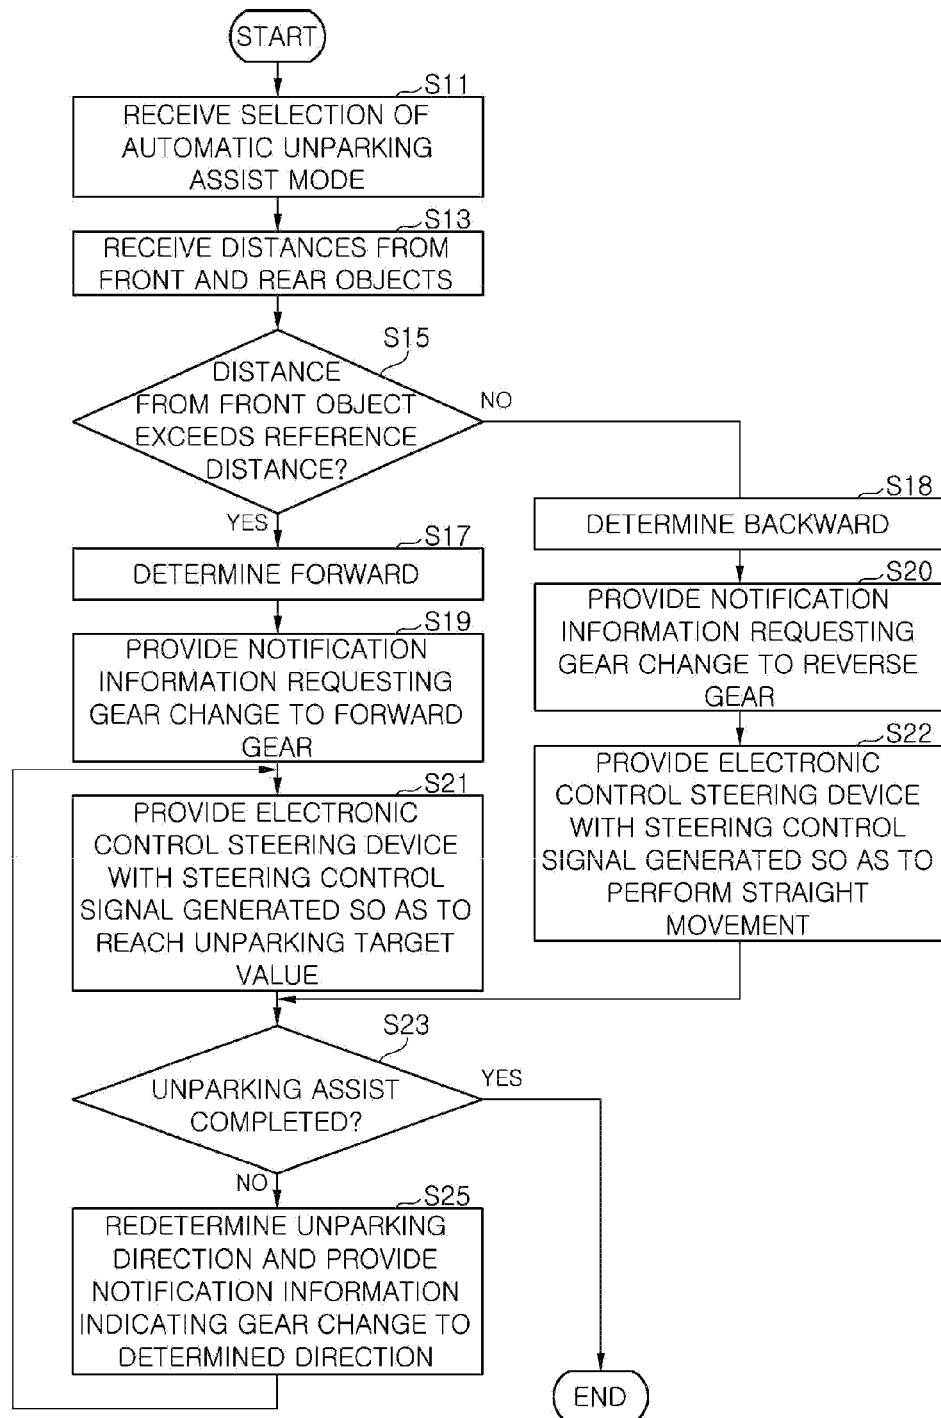 START
S11
RECEIVE SELECTION OF
AUTOMATIC UNPARKING
ASSIST MODE
S13
RECEIVE DISTANCES FROM
FRONT AND REAR OBJECTS
S15
DISTANCE
FROM FRONT OBJECT
EXCEEDS REFERENCE
DISTANCE?
NO
YES
S17
DETERMINE FORWARD
S18
DETERMINE BACKWARD
S19
PROVIDE NOTIFICATION
INFORMATION REQUESTING
GEAR CHANGE TO FORWARD
GEAR
S20
PROVIDE NOTIFICATION
INFORMATION REQUESTING
GEAR CHANGE TO REVERSE
GEAR
S21
PROVIDE ELECTRONIC
CONTROL STEERING DEVICE
WITH STEERING CONTROL
SIGNAL GENERATED SO AS TO
REACH UNPARKING TARGET
VALUE
S22
PROVIDE ELECTRONIC
CONTROL STEERING DEVICE
WITH STEERING CONTROL
SIGNAL GENERATED SO AS TO
PERFORM STRAIGHT
MOVEMENT
S23
UNPARKING ASSIST
COMPLETED?
YES
NO
S25
REDETERMINE UNPARKING
DIRECTION AND PROVIDE
NOTIFICATION INFORMATION
INDICATING GEAR CHANGE TO
DETERMINED DIRECTION
END